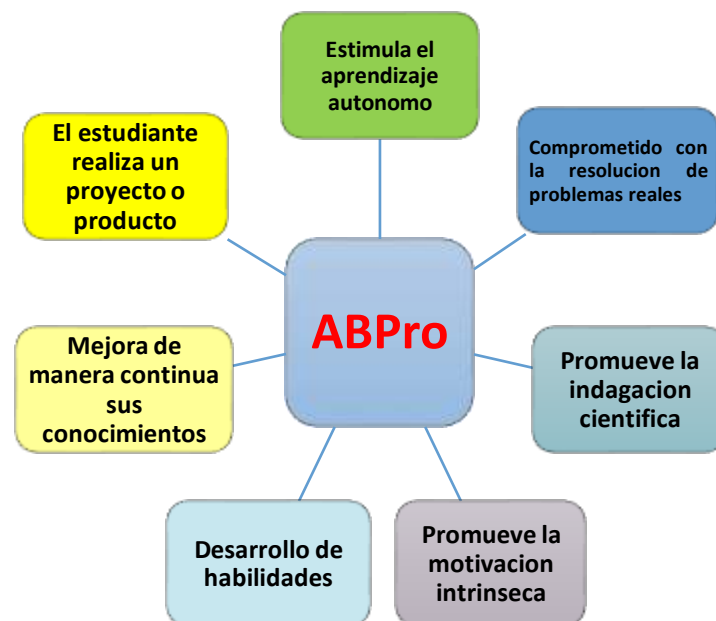 Estimula el
aprendizaje
autonomo
Comprometido con
la resolucion de
problemas reales
Promueve la
indagacion
cientifica
Promueve la
motivacion
intrinseca
Desarrollo de
habilidades
Mejora de
manera continua
sus
conocimientos
El estudiante
realiza un
proyecto o
producto
ABPro